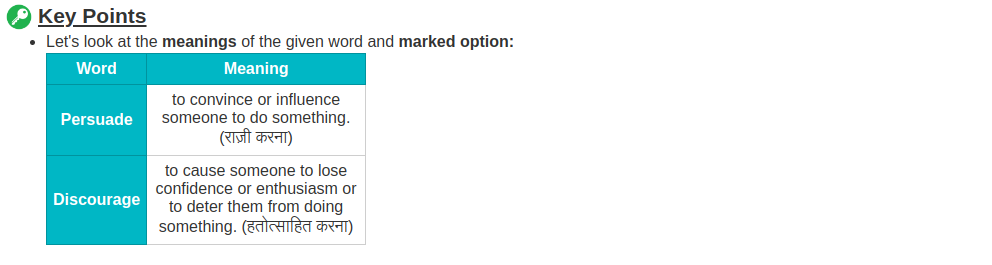 Key Points
Let's look at the meanings of the given word and marked option:
Word Meaning
Persuade
to convince or influence
someone to do something.
(राज़ी करना)
Discourage
to cause someone to lose
confidence or enthusiasm or
to deter them from doing
something. (हतोत्साहित करना)